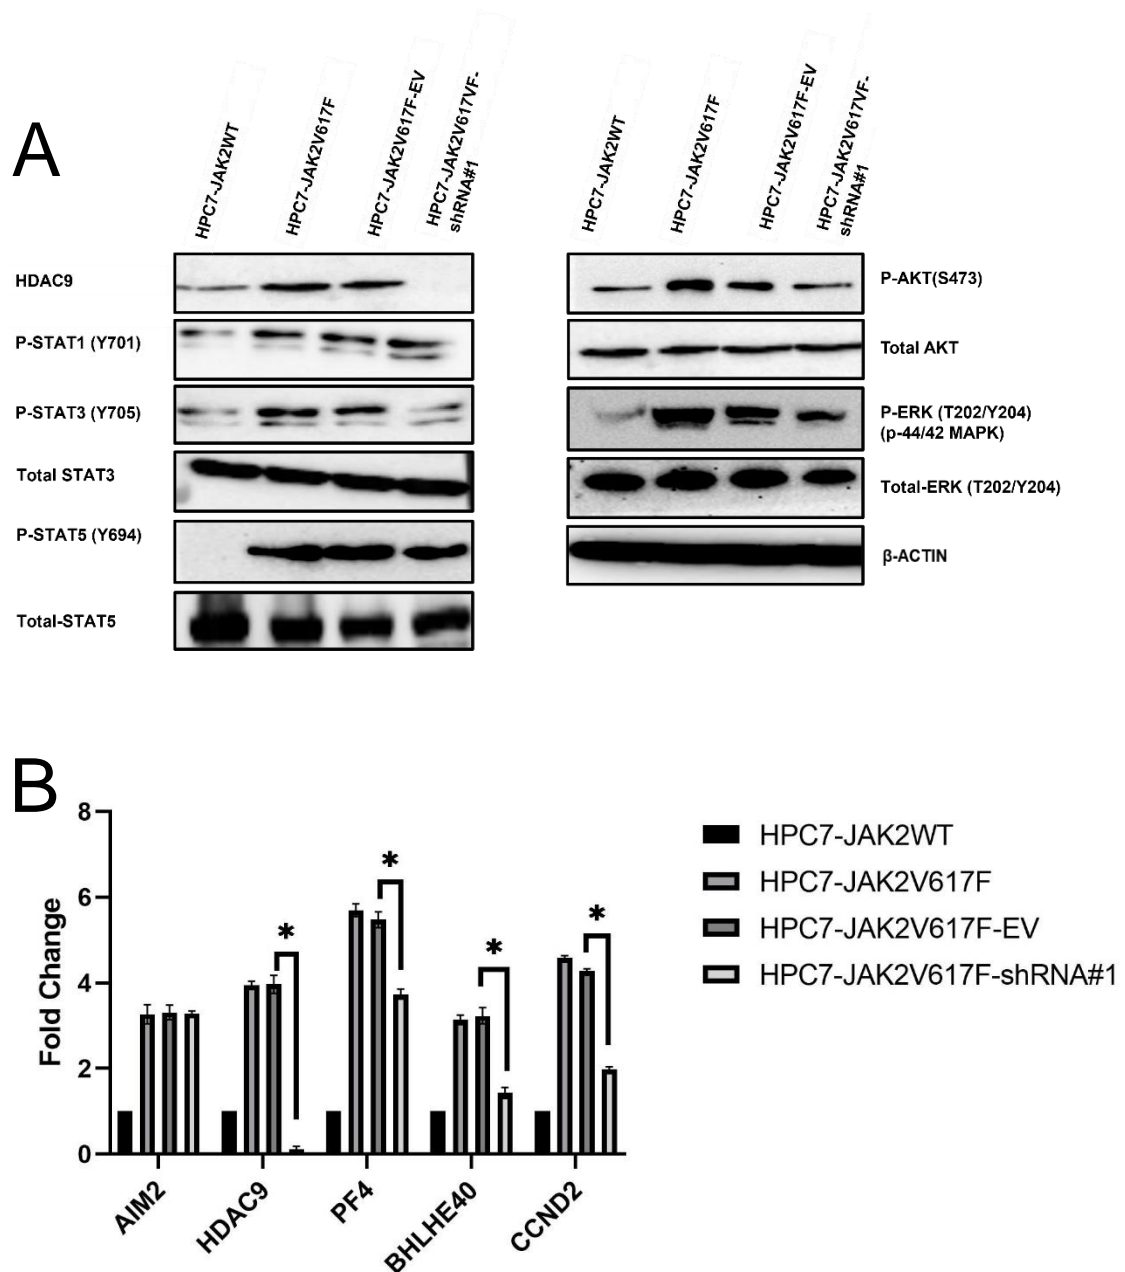 A
HPC7-JAK2WT
HPC7-JAK2V617F
HPC7-JAK2V617F-EV
HPC7-JAK2V617VF-
shRNA#1
HPC7-JAK2WT
HPC7-JAK2V617F
HPC7-JAK2V617F-EV
HPC7-JAK2V617VF-
shRNA#1
HDAC9
P-STAT1 (Y701)
P-STAT3 (Y705)
Total STAT3
P-STAT5 (Y694)
Total-STAT5
P-AKT(S473)
Total AKT
P-ERK (T202/Y204)
(p-44/42 MAPK)
Total-ERK (T202/Y204)
β-ACTIN
B
Fold Change
8
6
4
2
0
*
*
*
*
AIM2
HDAC9
PF4
BHLHE40
CCND2
HPC7-JAK2WT
HPC7-JAK2V617F
HPC7-JAK2V617F-EV
HPC7-JAK2V617F-shRNA#1